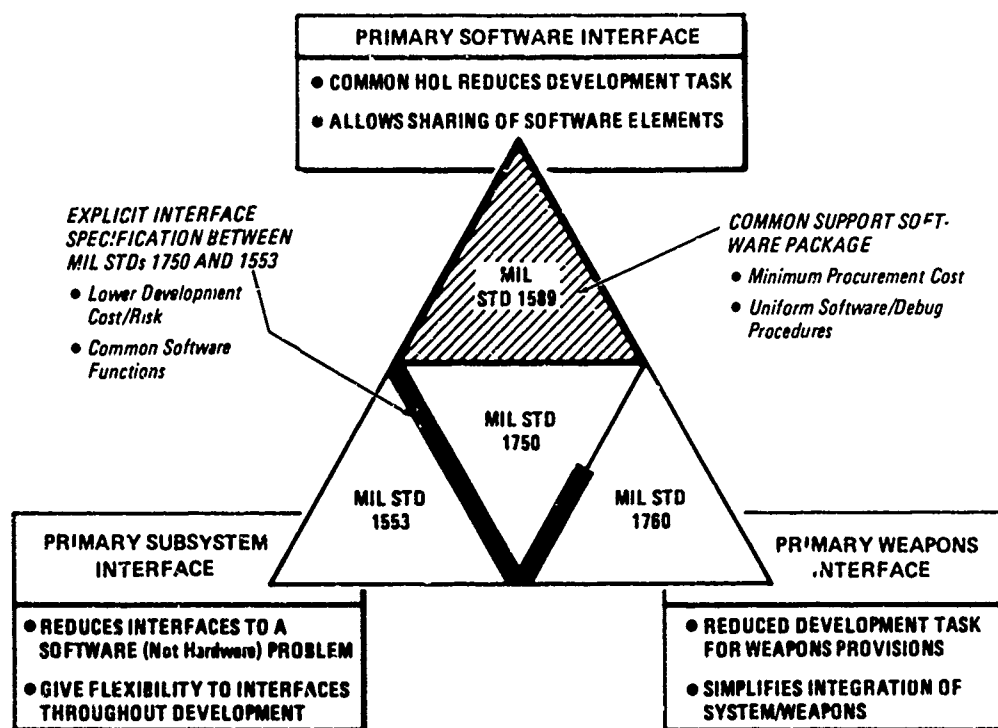 PRIMARY SOFTWARE INTERFACE
● COMMON HOL REDUCES DEVELOPMENT TASK
● ALLOWS SHARING OF SOFTWARE ELEMENTS
EXPLICIT INTERFACE
SPECIFICATION BETWEEN
MIL STDs 1750 AND 1553
● Lower Development
Cost/Risk
● Common Software
Functions
COMMON SUPPORT SOFT-
WARE PACKAGE
● Minimum Procurement Cost
● Uniform Software/Debug
Procedures
MIL
STD 1589
MIL STD
1750
MIL STD
1553
MIL STD
1760
PRIMARY SUBSYSTEM
INTERFACE
● REDUCES INTERFACES TO A
SOFTWARE (Not Hardware) PROBLEM
● GIVE FLEXIBILITY TO INTERFACES
THROUGHOUT DEVELOPMENT
PRIMARY WEAPONS
INTERFACE
● REDUCED DEVELOPMENT TASK
FOR WEAPONS PROVISIONS
● SIMPLIFIES INTEGRATION OF
SYSTEM/WEAPONS